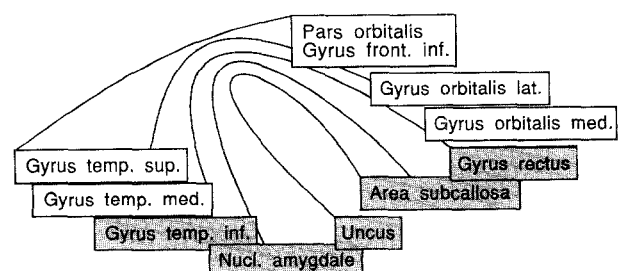 Pars orbitalis
Gyrus front. inf.
Gyrus orbitalis lat.
Gyrus orbitalis med.
Gyrus rectus
Area subcallosa
Gyrus temp. sup.
Gyrus temp. med.
Gyrus temp. inf.
Uncus
Nucl. amygdale